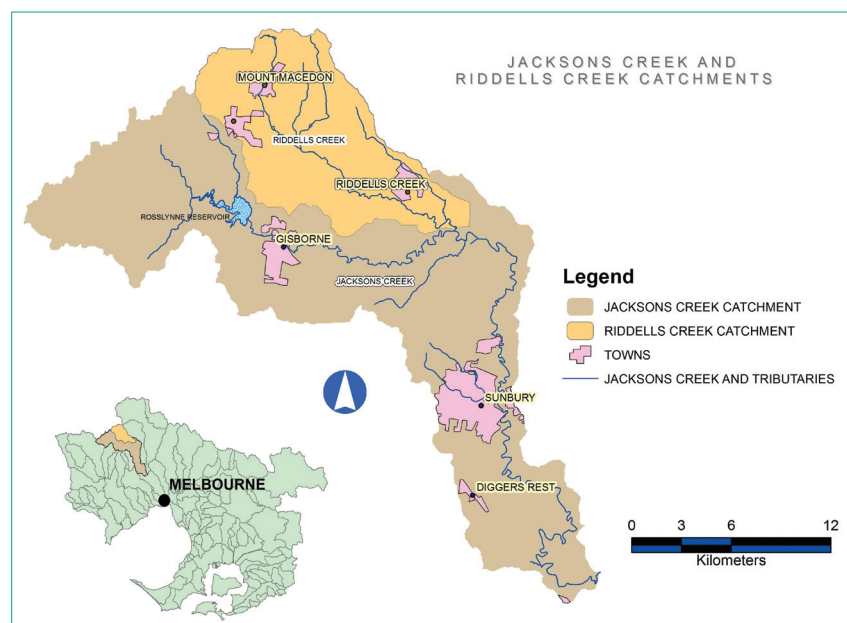 JACKSONS CREEK AND
RIDDELLS CREEK CATCHMENTS
MOUNT MACEDON
RIDDELLS CREEK
RIDDELLS CREEK
ROSSLYNNE RESERVOIR
GISBORNE
JACKSONS CREEK
SUNBURY
DIGGERS REST
Legend
JACKSONS CREEK CATCHMENT
RIDDELLS CREEK CATCHMENT
TOWNS
JACKSONS CREEK AND TRIBUTARIES
MELBOURNE
0 3 6 12
Kilometers